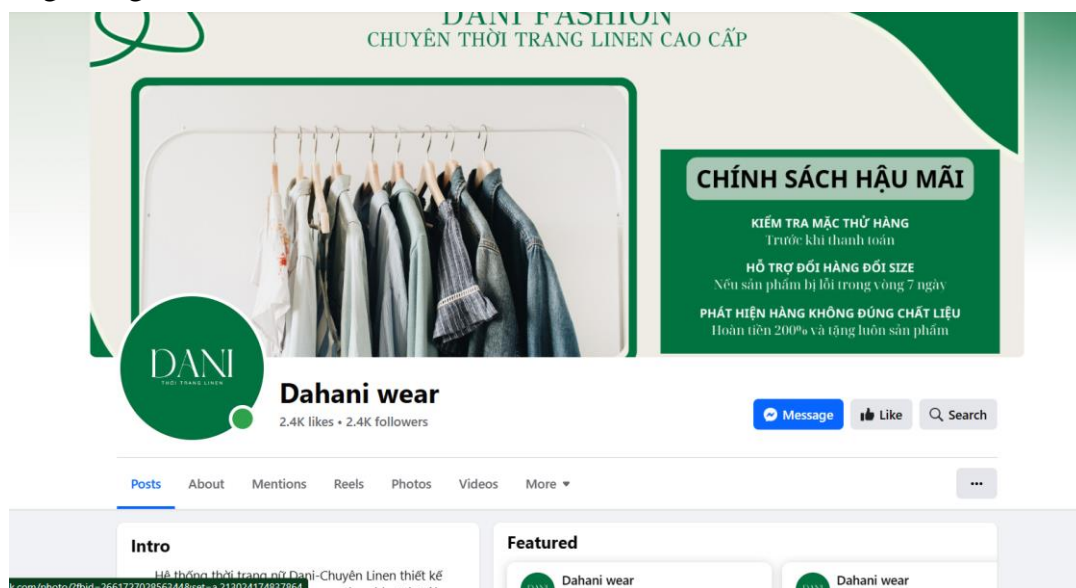 DANI FASHION
CHUYÊN THỜI TRANG LINEN CAO CẤP
CHÍNH SÁCH HẬU MÃI
KIỂM TRA MẶC THỬ HÀNG
Trước khi thanh toán
HỖ TRỢ ĐỔI HÀNG ĐỔI SIZE
Nếu sản phẩm bị lỗi trong vòng 7 ngày
PHÁT HIỆN HÀNG KHÔNG ĐÚNG CHẤT LIỆU
Hoàn tiền 200% và tặng luôn sản phẩm
DANI
THỜI TRANG LINEN
Dahani wear
2.4K likes • 2.4K followers
Message Like Search
Posts About Mentions Reels Photos Videos More
Intro
Featured
Hệ thống thời trang nữ Dani-Chuyên Linen thiết kế
Dahani wear
Dahani wear